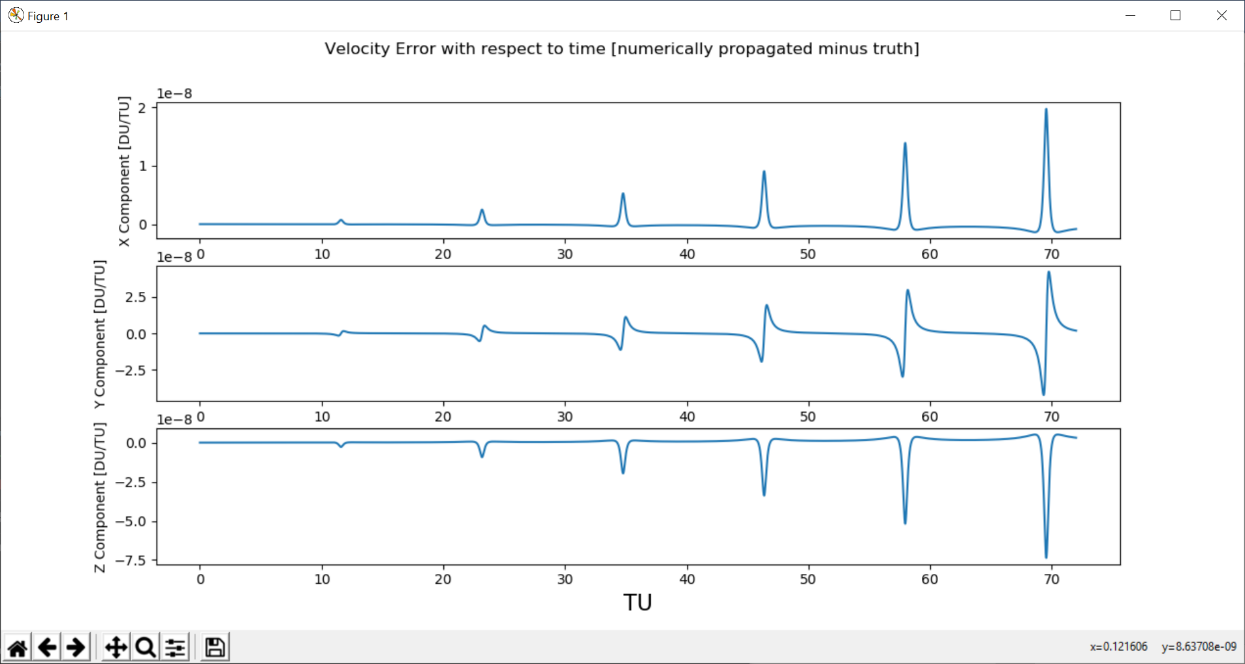 Figure 1
Velocity Error with respect to time [numerically propagated minus truth]
1e−8
X Component [DU/TU]
2
1
0
0 10 20 30 40 50 60 70
1e−8
Y Component [DU/TU]
2.5
0.0
−2.5
0 10 20 30 40 50 60 70
1e−8
Z Component [DU/TU]
0.0
−2.5
−5.0
−7.5
0 10 20 30 40 50 60 70
TU
x=0.121606 y=8.63708e-09